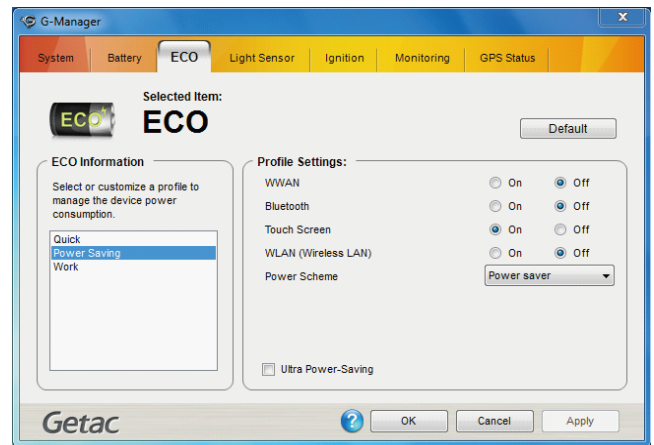 G-Manager
X
System Battery ECO Light Sensor Ignition Monitoring GPS Status
ECO
Selected Item:
ECO
Default
ECO Information
Select or customize a profile to
manage the device power
consumption.
Quick
Power Saving
Work
Profile Settings:
WWAN On Off
Bluetooth On Off
Touch Screen On Off
WLAN (Wireless LAN) On Off
Power Scheme Power saver
Ultra Power-Saving
Getac
? OK Cancel Apply